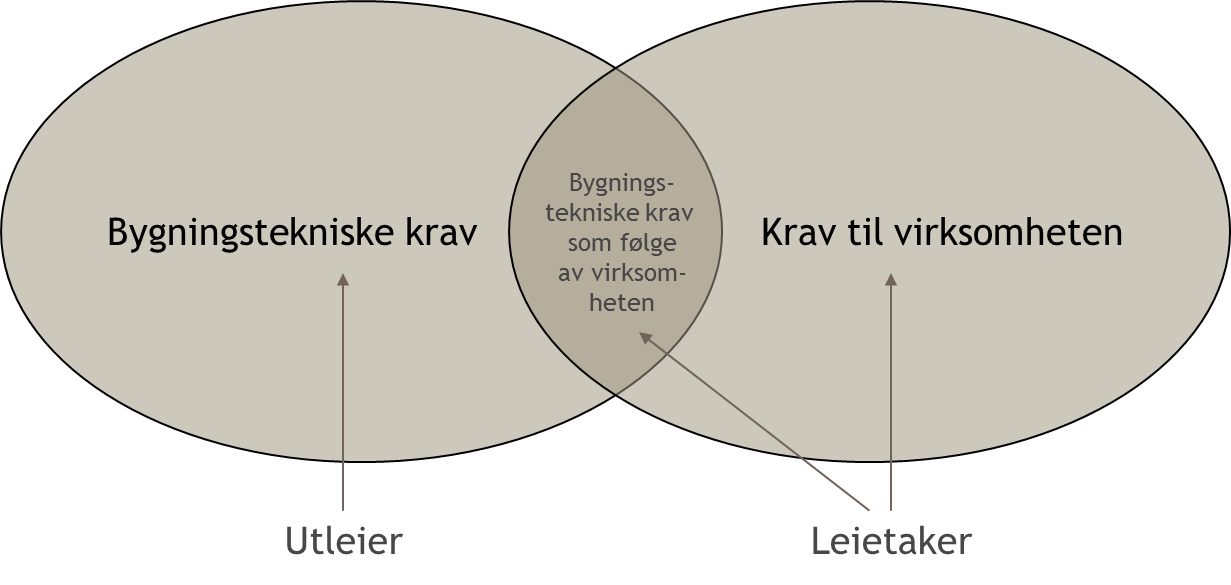 Bygningstekniske krav
Bygnings-
tekniske krav
som følge
av virksom-
heten
Krav til virksomheten
Utleier
Leietaker